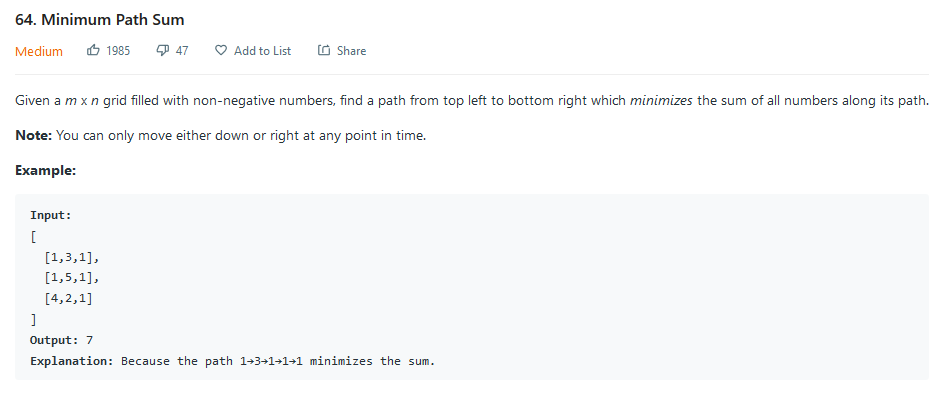 64. Minimum Path Sum
Medium 1985 47 Add to List Share
Given a m x n grid filled with non-negative numbers, find a path from top left to bottom right which minimizes the sum of all numbers along its path.
Note: You can only move either down or right at any point in time.
Example:
Input:
[
  [1,3,1],
  [1,5,1],
  [4,2,1]
]
Output: 7
Explanation: Because the path 1→3→1→1→1 minimizes the sum.